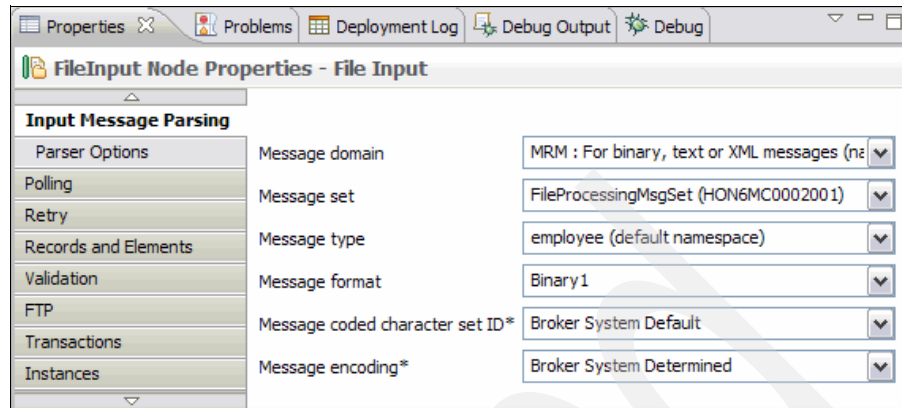 Properties Problems Deployment Log Debug Output Debug
FileInput Node Properties - File Input
Input Message Parsing
Parser Options
Polling
Retry
Records and Elements
Validation
FTP
Transactions
Instances
Message domain MRM : For binary, text or XML messages (na
Message set FileProcessingMsgSet (HON6MC0002001)
Message type employee (default namespace)
Message format Binary1
Message coded character set ID* Broker System Default
Message encoding* Broker System Determined